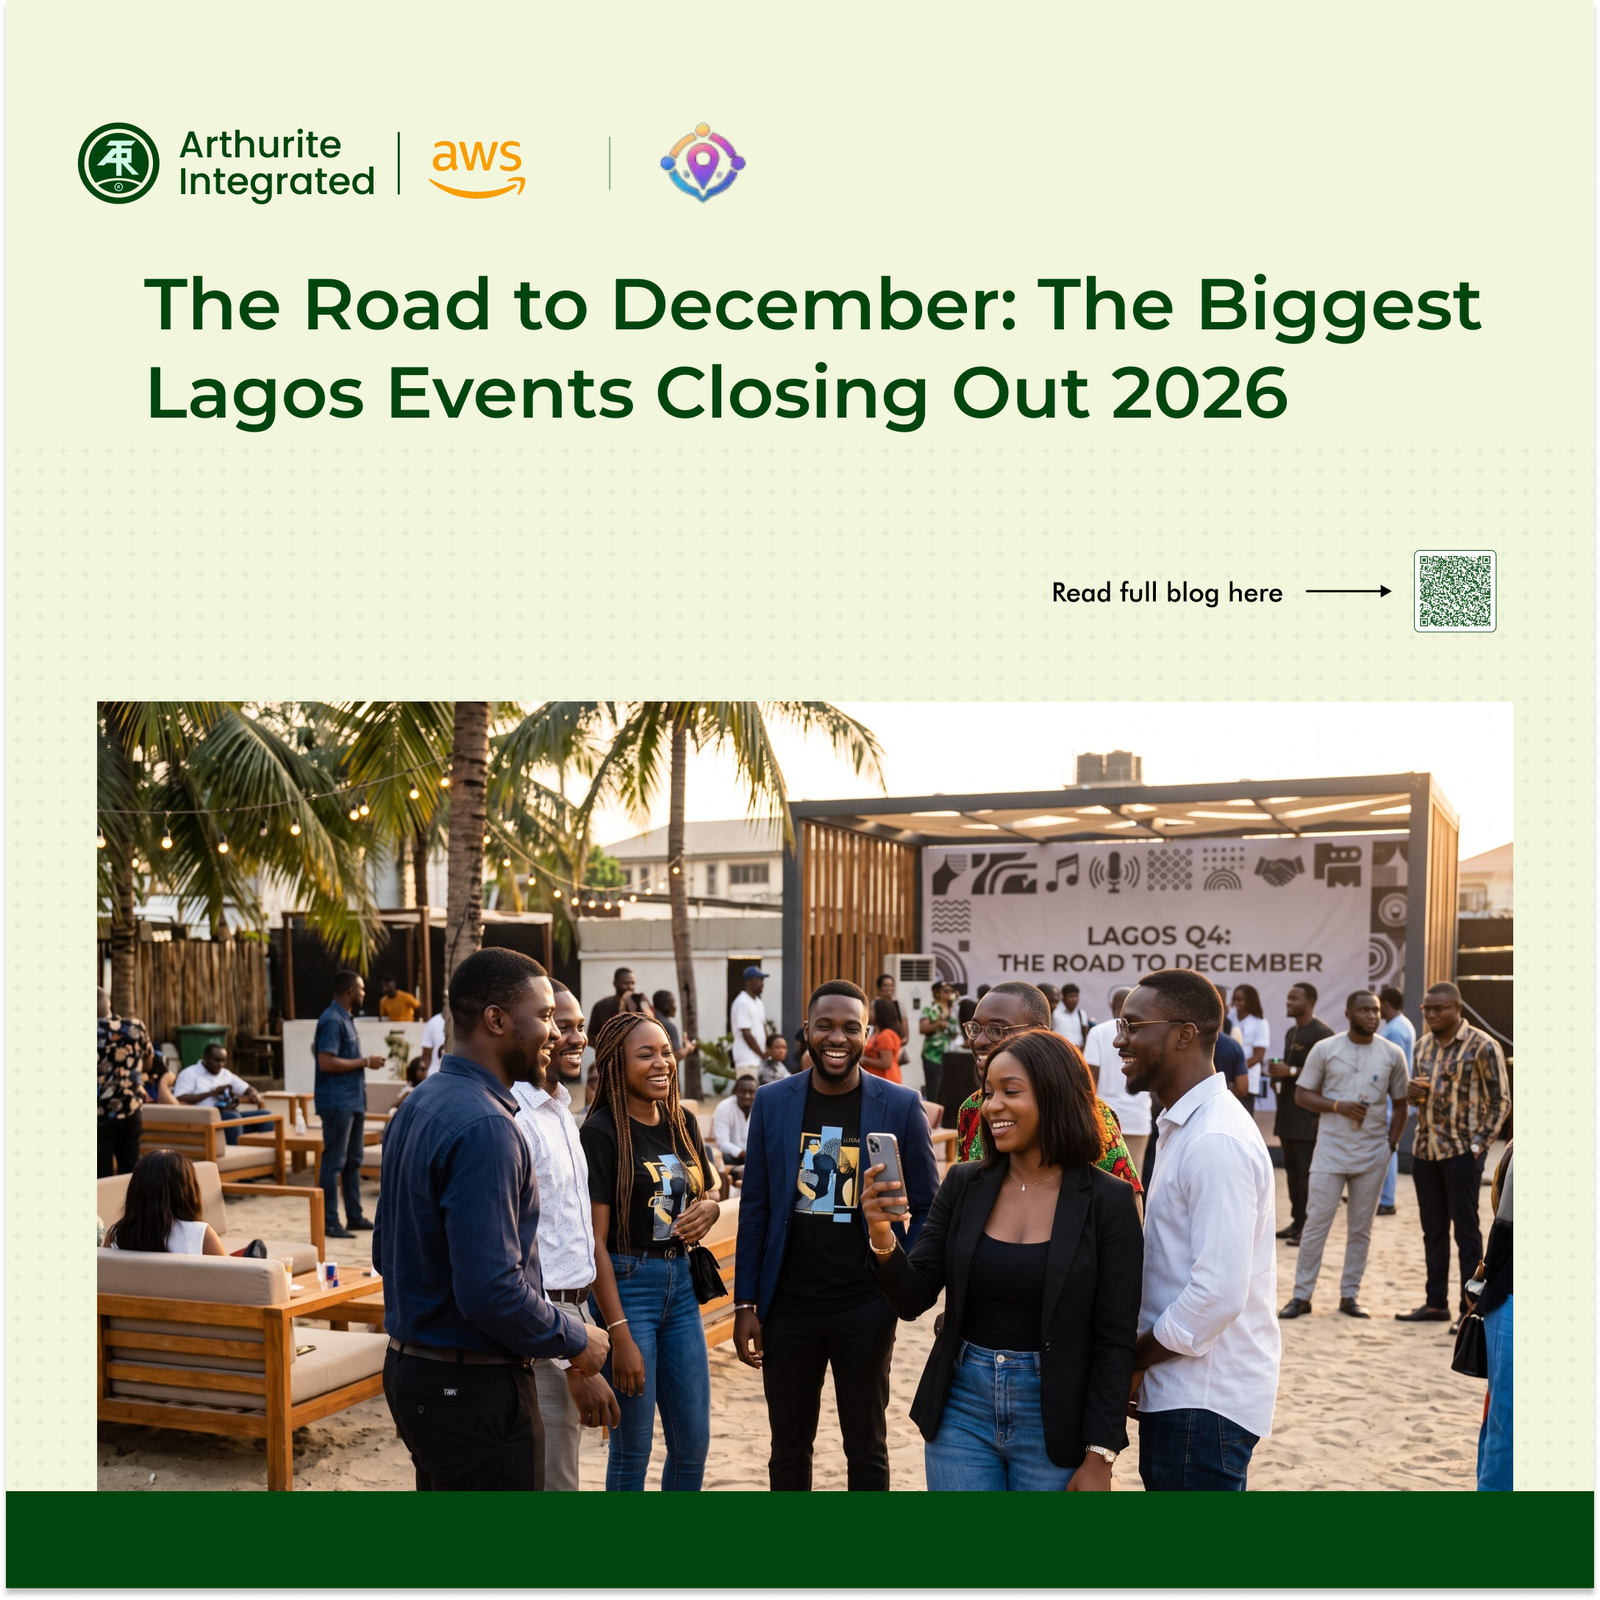 Arthurite
Integrated
aws
The Road to December: The Biggest
Lagos Events Closing Out 2026
Read full blog here
LAGOS Q4:
THE ROAD TO DECEMBER